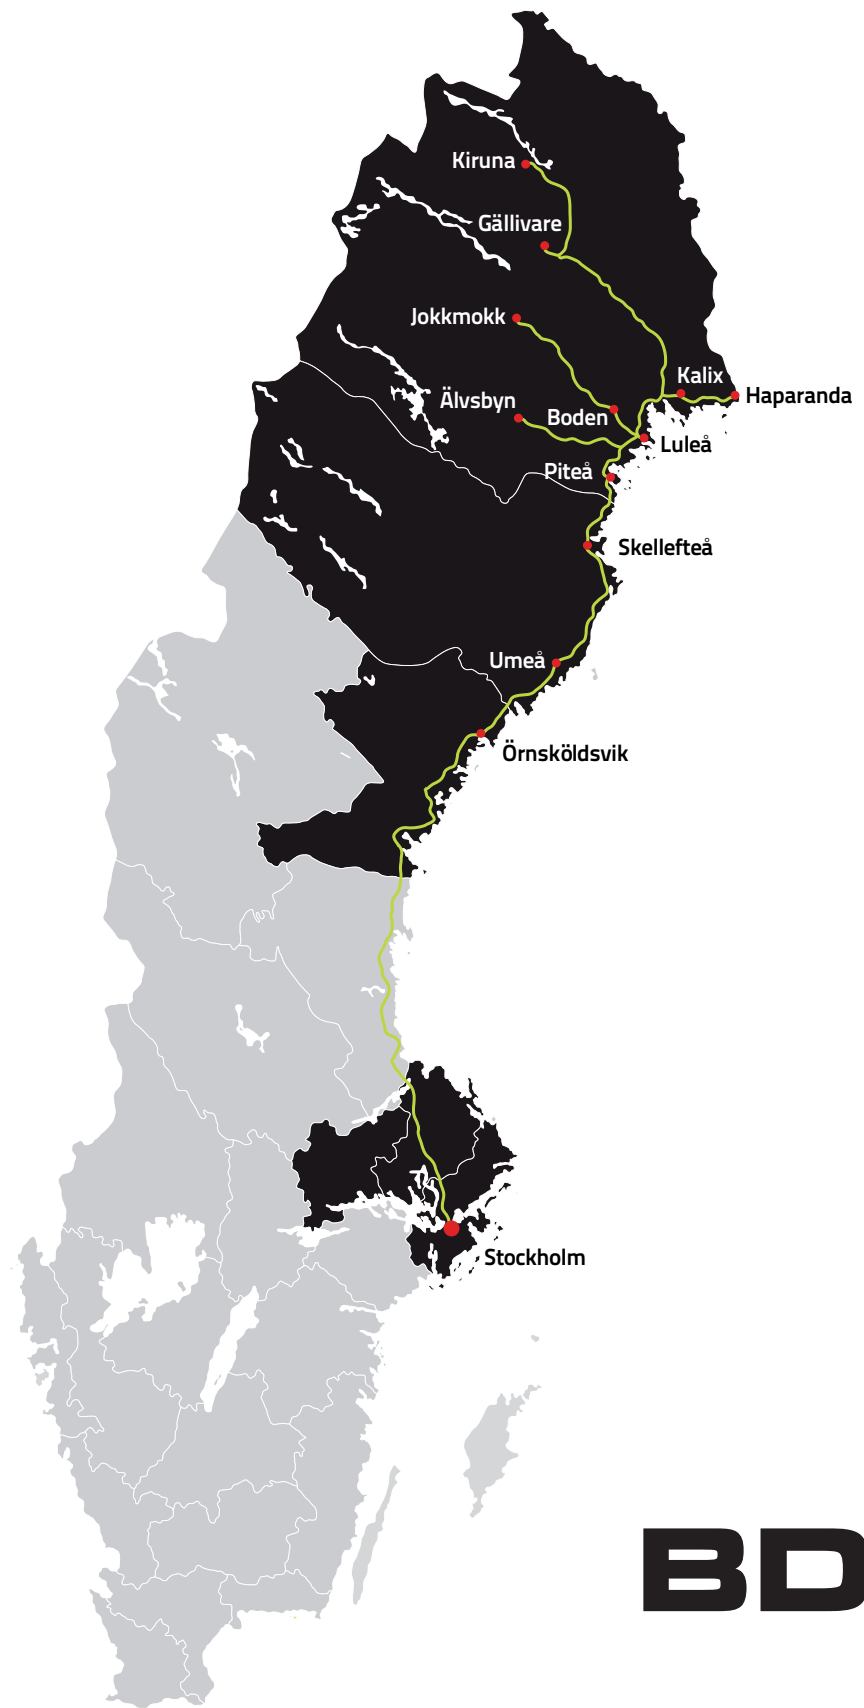 Kiruna
Gällivare
Jokkmokk
Kalix
Haparanda
Älvsbyn
Boden
Luleå
Piteå
Skellefteå
Umeå
Örnsköldsvik
Stockholm
BD